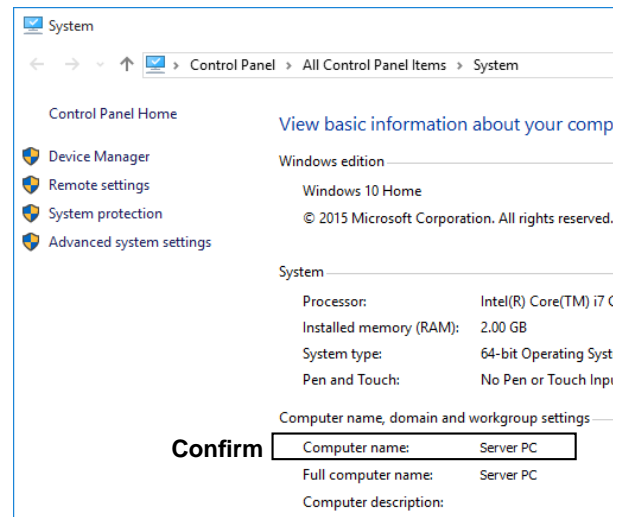 System
Control Panel > All Control Panel Items > System
Control Panel Home
Device Manager
Remote settings
System protection
Advanced system settings
View basic information about your comp
Windows edition
Windows 10 Home
© 2015 Microsoft Corporation. All rights reserved.
System
Processor: Intel(R) Core(TM) i7
Installed memory (RAM): 2.00 GB
System type: 64-bit Operating Syst
Pen and Touch: No Pen or Touch Inpu
Computer name, domain and workgroup settings
Confirm Computer name: Server PC
Full computer name: Server PC
Computer description: